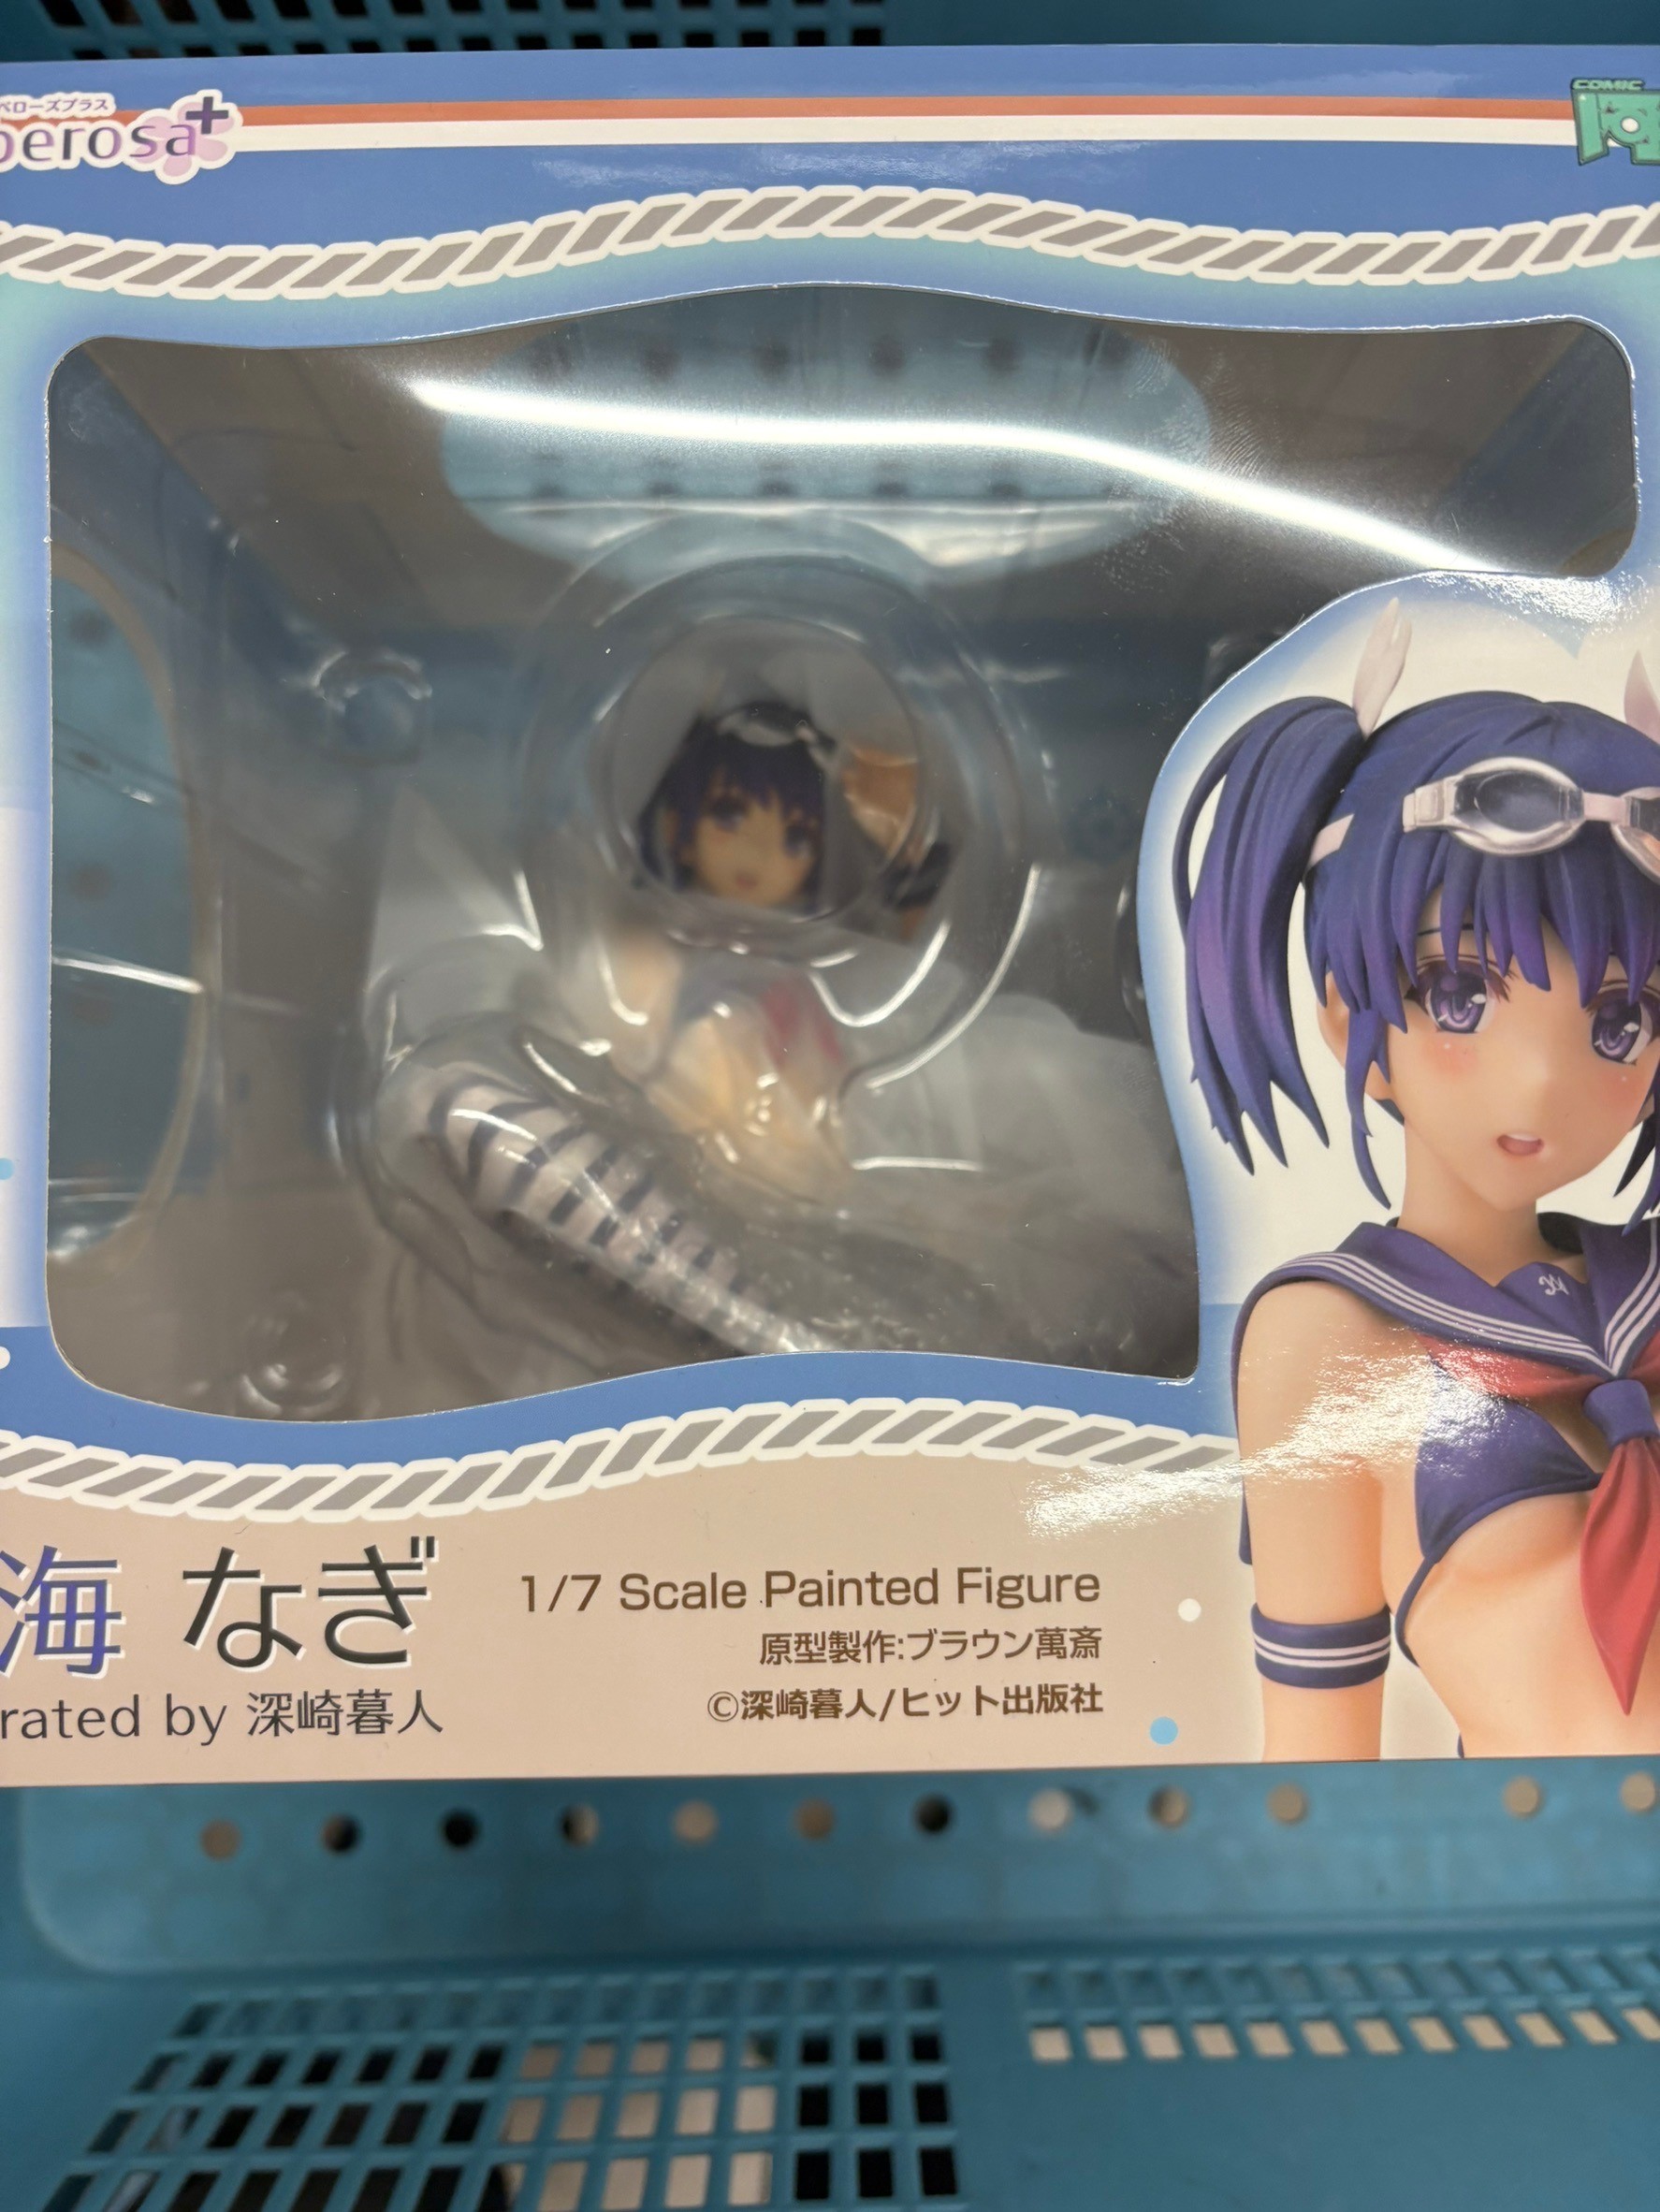 ベローズプラス
berosa+
COMIC
海 なぎ
rated by 深崎暮人
1/7 Scale Painted Figure
原型製作:ブラウン萬斎
©深崎暮人/ヒット出版社